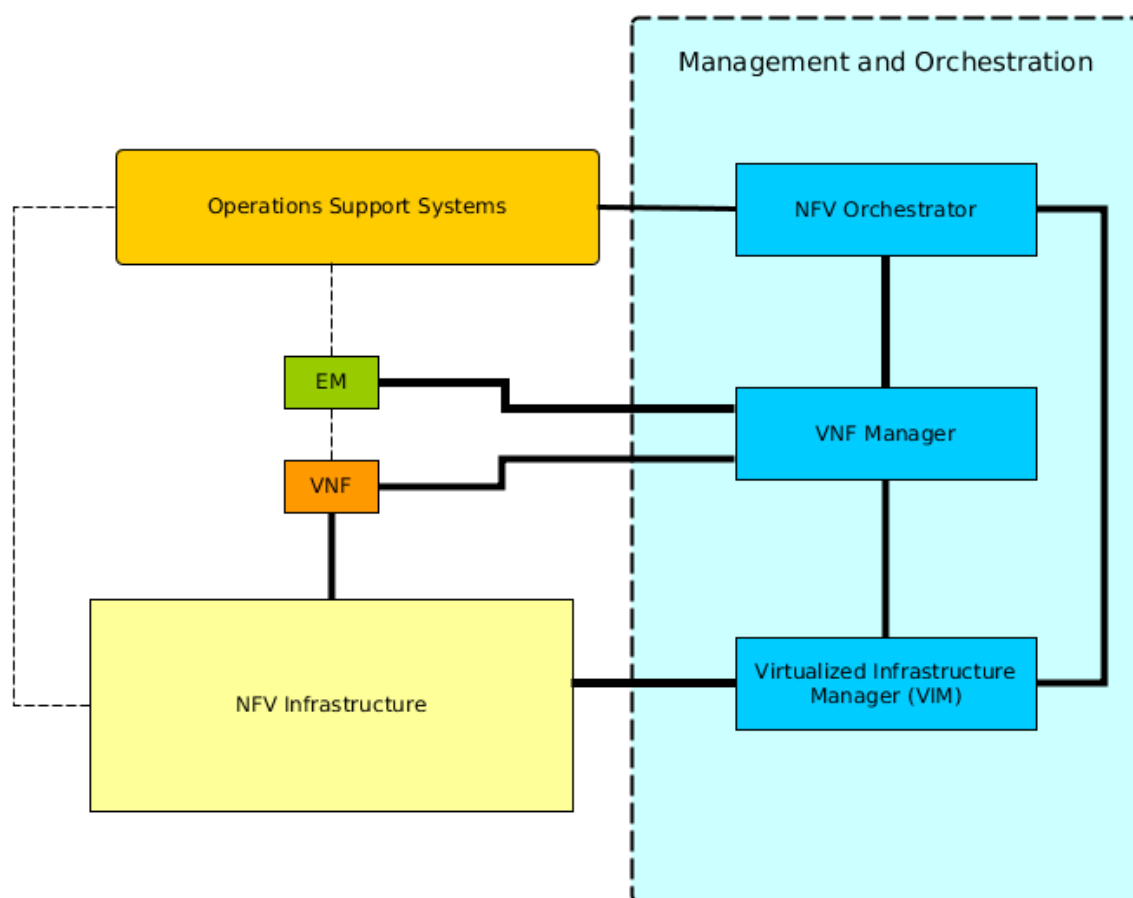 Management and Orchestration
Operations Support Systems
NFV Orchestrator
EM
VNF Manager
VNF
Virtualized Infrastructure
Manager (VIM)
NFV Infrastructure